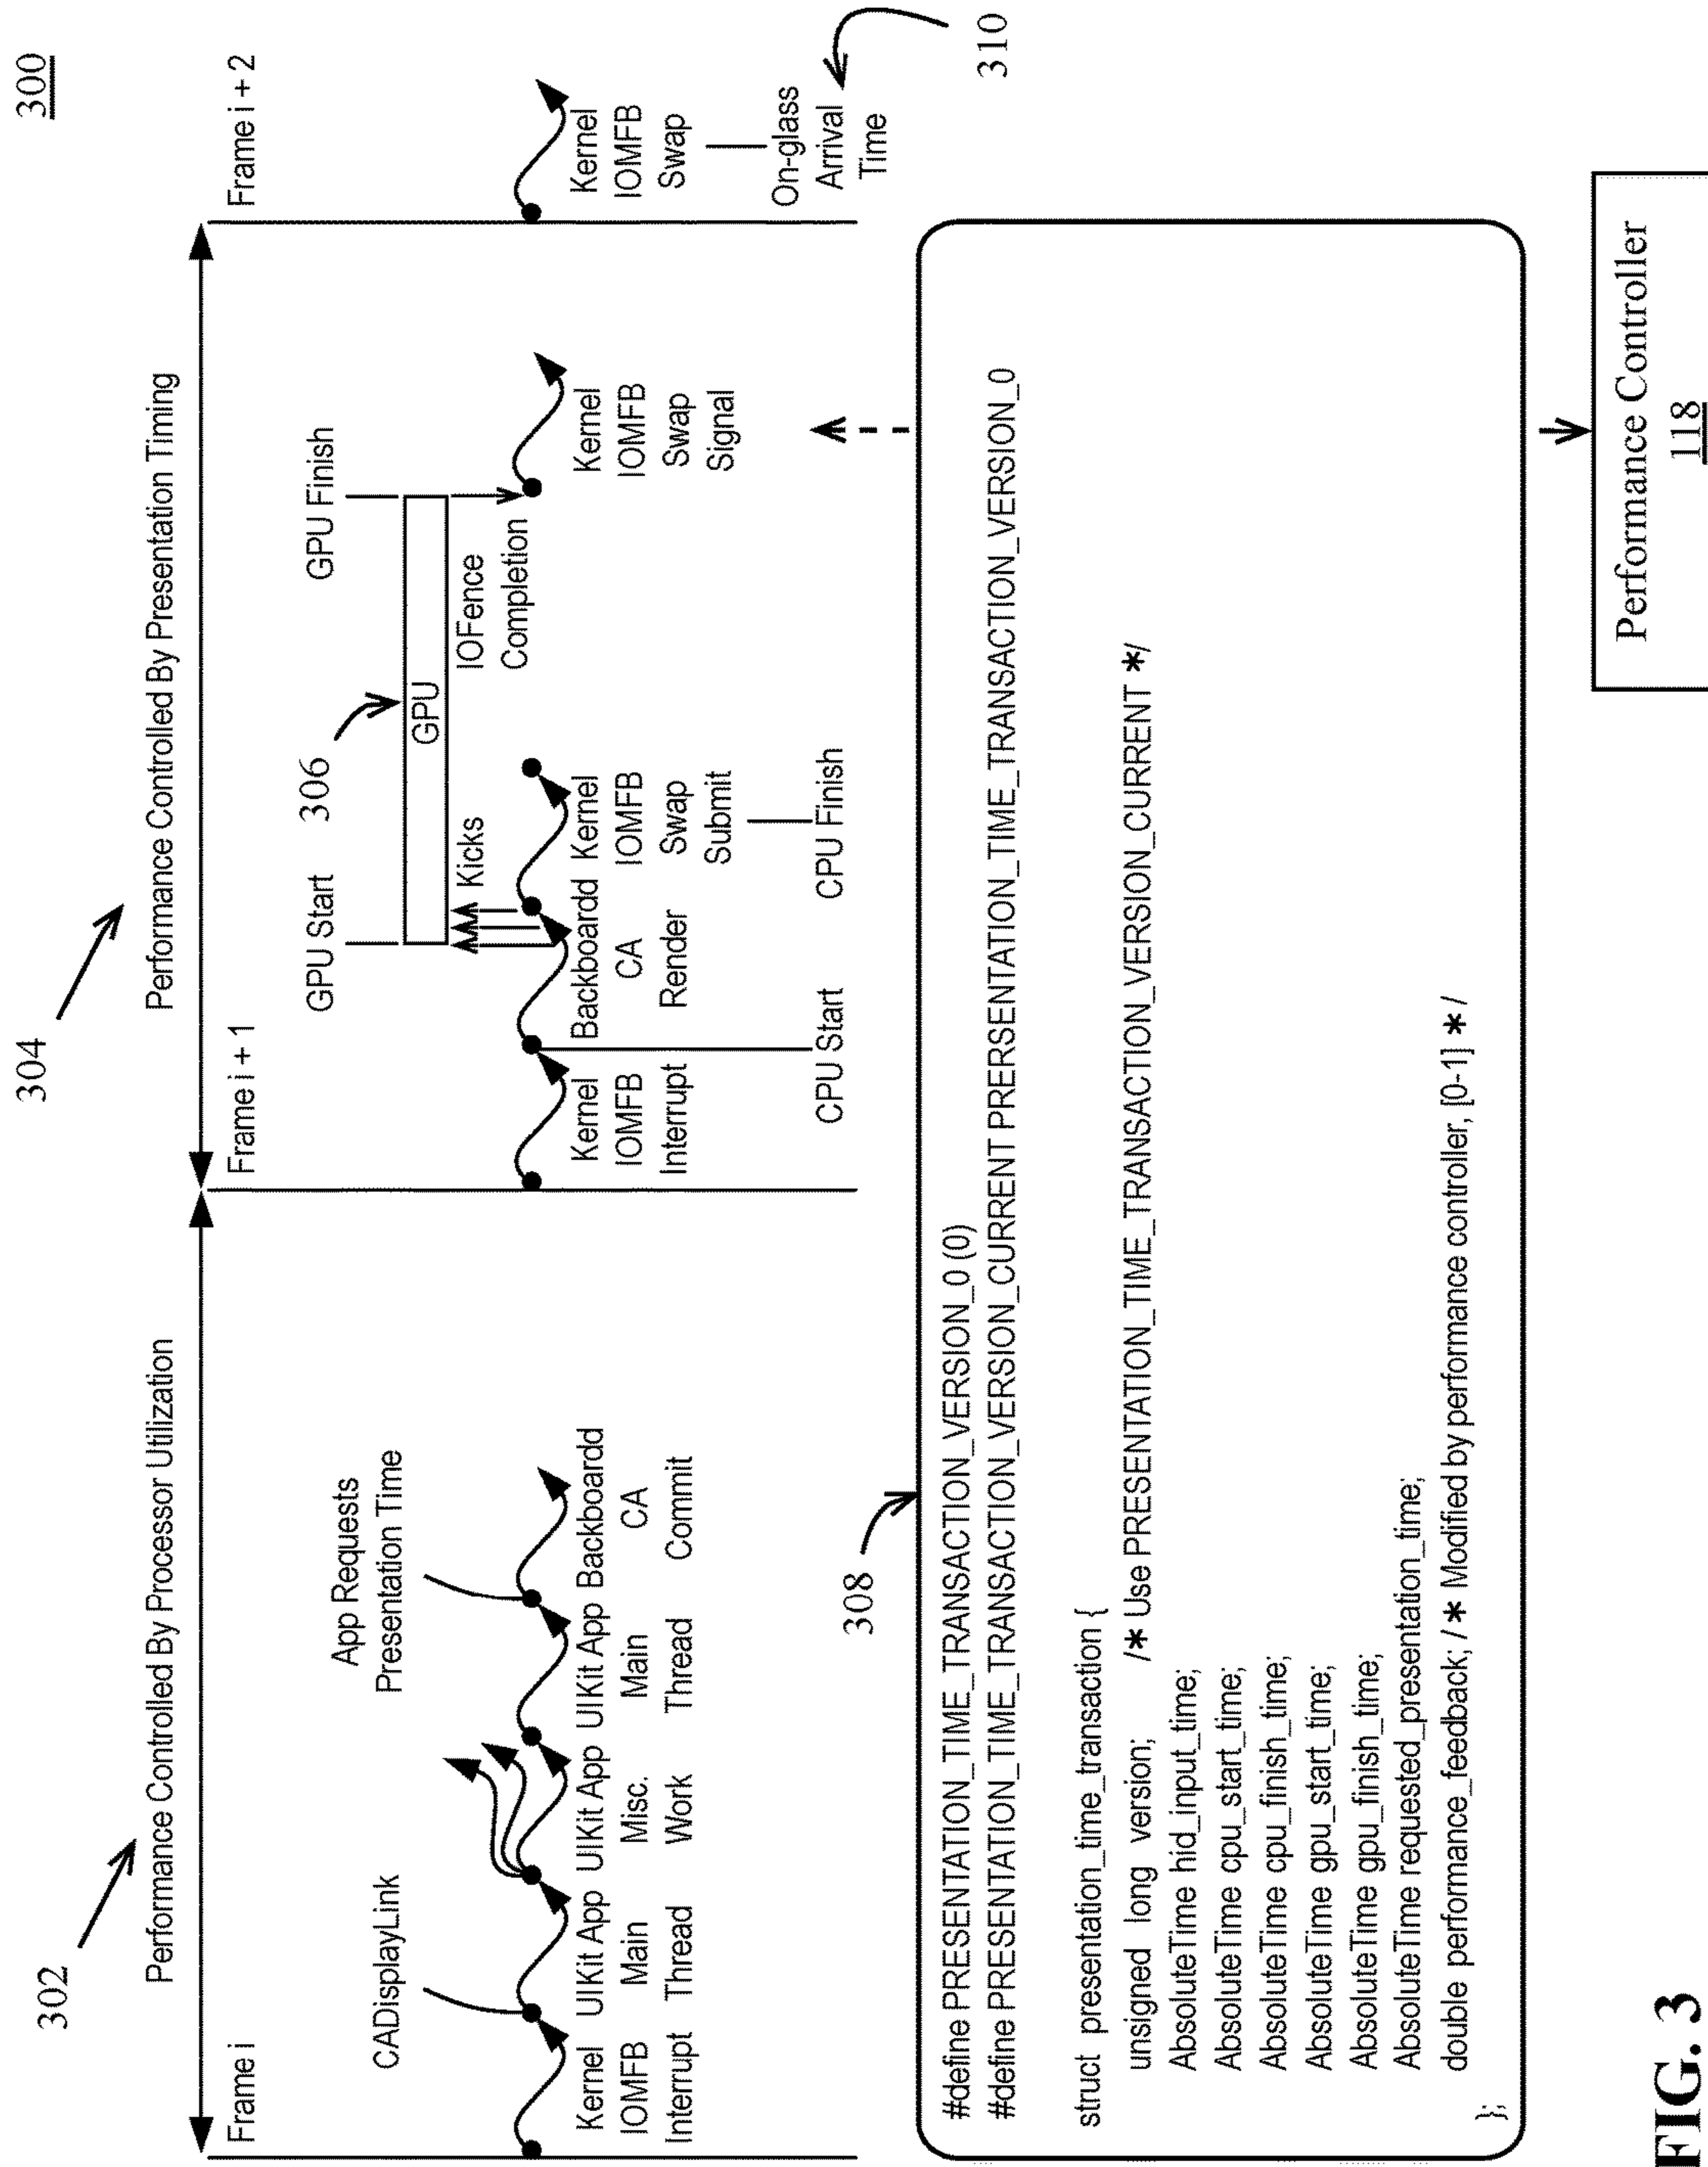 300
302
304
Performance Controlled By Processor Utilization
Performance Controlled By Presentation Timing
Frame i
Frame i + 1
Frame i + 2
CADisplayLink
App Requests
Presentation Time
Kernel
IOMFB
Interrupt
UIKit App
Main
Thread
UIKit App
Misc.
Work
UIKit App
Main
Thread
Backboardd
CA
Commit
GPU Start
306
GPU Finish
GPU
Kicks
IOFence
Completion
Kernel
IOMFB
Interrupt
Backboardd
CA
Render
Kernel
IOMFB
Swap
Submit
Kernel
IOMFB
Swap
Signal
CPU Start
CPU Finish
Kernel
IOMFB
Swap
On-glass
Arrival
Time
310
308
#define PRESENTATION_TIME_TRANSACTION_VERSION_0 (0)
#define PRESENTATION_TIME_TRANSACTION_VERSION_CURRENT PRERSENTATION_TIME_TRANSACTION_VERSION_0
struct presentation_time_transaction {
unsigned long version; /* Use PRESENTATION_TIME_TRANSACTION_VERSION_CURRENT */
AbsoluteTime hid_input_time;
AbsoluteTime cpu_start_time;
AbsoluteTime cpu_finish_time;
AbsoluteTime gpu_start_time;
AbsoluteTime gpu_finish_time;
AbsoluteTime requested_presentation_time;
double performance_feedback; / * Modified by performance controller, [0-1] * /
};
Performance Controller
118
FIG. 3